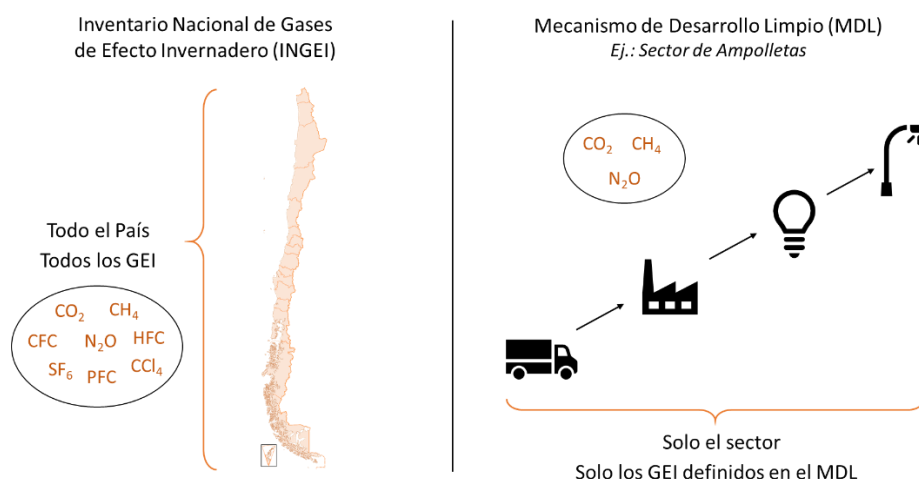 Inventario Nacional de Gases
de Efecto Invernadero (INGEI)
Todo el País
Todos los GEI
CO₂ CH₄
CFC N₂O HFC
SF₆ PFC CCl₄
Mecanismo de Desarrollo Limpio (MDL)
Ej.: Sector de Ampolletas
CO₂ CH₄
N₂O
Solo el sector
Solo los GEI definidos en el MDL